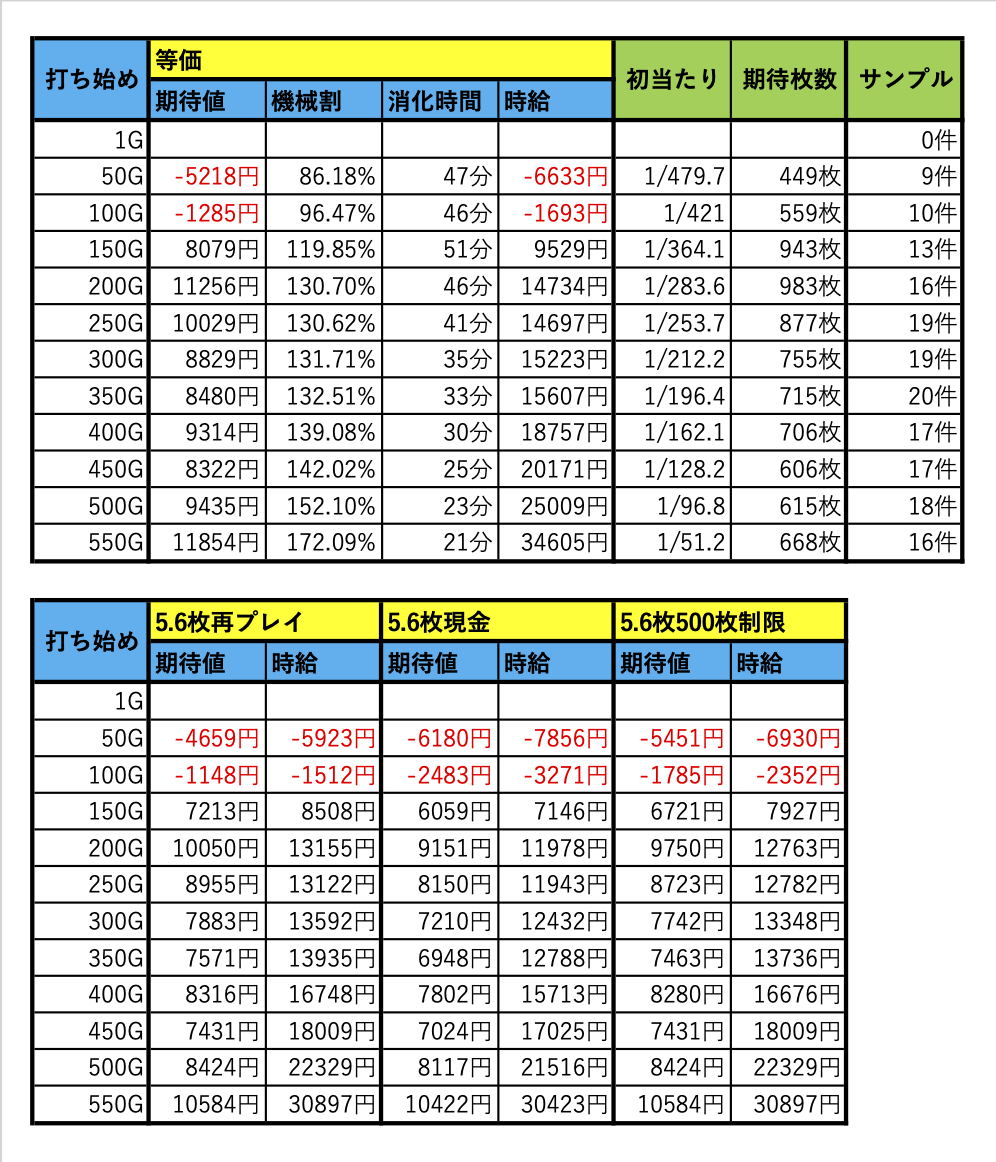 打ち始め 等価 初当たり 期待枚数 サンプル
期待値 機械割 消化時間 時給
1G 0件
50G -5218円 86.18% 47分 -6633円 1/479.7 449枚 9件
100G -1285円 96.47% 46分 -1693円 1/421 559枚 10件
150G 8079円 119.85% 51分 9529円 1/364.1 943枚 13件
200G 11256円 130.70% 46分 14734円 1/283.6 983枚 16件
250G 10029円 130.62% 41分 14697円 1/253.7 877枚 19件
300G 8829円 131.71% 35分 15223円 1/212.2 755枚 19件
350G 8480円 132.51% 33分 15607円 1/196.4 715枚 20件
400G 9314円 139.08% 30分 18757円 1/162.1 706枚 17件
450G 8322円 142.02% 25分 20171円 1/128.2 606枚 17件
500G 9435円 152.10% 23分 25009円 1/96.8 615枚 18件
550G 11854円 172.09% 21分 34605円 1/51.2 668枚 16件
打ち始め 5.6枚再プレイ 5.6枚現金 5.6枚500枚制限
期待値 時給 期待値 時給 期待値 時給
1G
50G -4659円 -5923円 -6180円 -7856円 -5451円 -6930円
100G -1148円 -1512円 -2483円 -3271円 -1785円 -2352円
150G 7213円 8508円 6059円 7146円 6721円 7927円
200G 10050円 13155円 9151円 11978円 9750円 12763円
250G 8955円 13122円 8150円 11943円 8723円 12782円
300G 7883円 13592円 7210円 12432円 7742円 13348円
350G 7571円 13935円 6948円 12788円 7463円 13736円
400G 8316円 16748円 7802円 15713円 8280円 16676円
450G 7431円 18009円 7024円 17025円 7431円 18009円
500G 8424円 22329円 8117円 21516円 8424円 22329円
550G 10584円 30897円 10422円 30423円 10584円 30897円